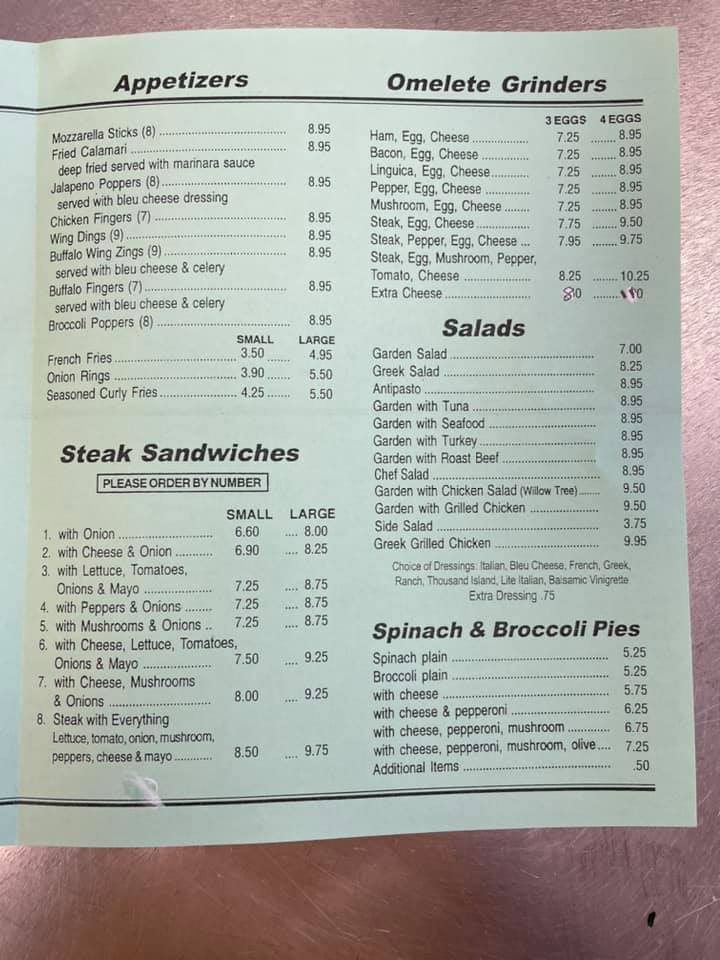 Appetizers
Mozzarella Sticks (8) ........ 8.95
Fried Calamari ........ 8.95
deep fried served with marinara sauce
Jalapeno Poppers (8) ........ 8.95
served with bleu cheese dressing
Chicken Fingers (7) ........ 8.95
Wing Dings (9) ........ 8.95
Buffalo Wing Zings (9) ........ 8.95
served with bleu cheese & celery
Buffalo Fingers (7) ........ 8.95
served with bleu cheese & celery
Broccoli Poppers (8) ........ 8.95
SMALL LARGE
French Fries ........ 3.50 ....... 4.95
Onion Rings ........ 3.90 ....... 5.50
Seasoned Curly Fries ........ 4.25 ....... 5.50
Steak Sandwiches
PLEASE ORDER BY NUMBER
SMALL LARGE
1. with Onion ........ 6.60 .... 8.00
2. with Cheese & Onion ........ 6.90 .... 8.25
3. with Lettuce, Tomatoes,
Onions & Mayo ........ 7.25 .... 8.75
4. with Peppers & Onions ........ 7.25 .... 8.75
5. with Mushrooms & Onions .. 7.25 .... 8.75
6. with Cheese, Lettuce, Tomatoes,
Onions & Mayo ........ 7.50 .... 9.25
7. with Cheese, Mushrooms
& Onions ........ 8.00 .... 9.25
8. Steak with Everything
Lettuce, tomato, onion, mushroom,
peppers, cheese & mayo ........ 8.50 .... 9.75
Omelete Grinders
3 EGGS 4 EGGS
Ham, Egg, Cheese ........ 7.25 ........ 8.95
Bacon, Egg, Cheese ........ 7.25 ........ 8.95
Linguica, Egg, Cheese ........ 7.25 ........ 8.95
Pepper, Egg, Cheese ........ 7.25 ........ 8.95
Mushroom, Egg, Cheese ........ 7.25 ........ 8.95
Steak, Egg, Cheese ........ 7.75 ........ 9.50
Steak, Pepper, Egg, Cheese ... 7.95 ........ 9.75
Steak, Egg, Mushroom, Pepper,
Tomato, Cheese ........ 8.25 ........ 10.25
Extra Cheese ........
Salads
Garden Salad ........ 7.00
Greek Salad ........ 8.25
Antipasto ........ 8.95
Garden with Tuna ........ 8.95
Garden with Seafood ........ 8.95
Garden with Turkey ........ 8.95
Garden with Roast Beef ........ 8.95
Chef Salad ........ 8.95
Garden with Chicken Salad (Willow Tree) ....... 9.50
Garden with Grilled Chicken ........ 9.50
Side Salad ........ 3.75
Greek Grilled Chicken ........ 9.95
Choice of Dressings: Italian, Bleu Cheese, French, Greek,
Ranch, Thousand Island, Lite Italian, Balsamic Vinigrette
Extra Dressing .75
Spinach & Broccoli Pies
Spinach plain ........ 5.25
Broccoli plain ........ 5.25
with cheese ........ 5.75
with cheese & pepperoni ........ 6.25
with cheese, pepperoni, mushroom ........ 6.75
with cheese, pepperoni, mushroom, olive .... 7.25
Additional Items ........ .50